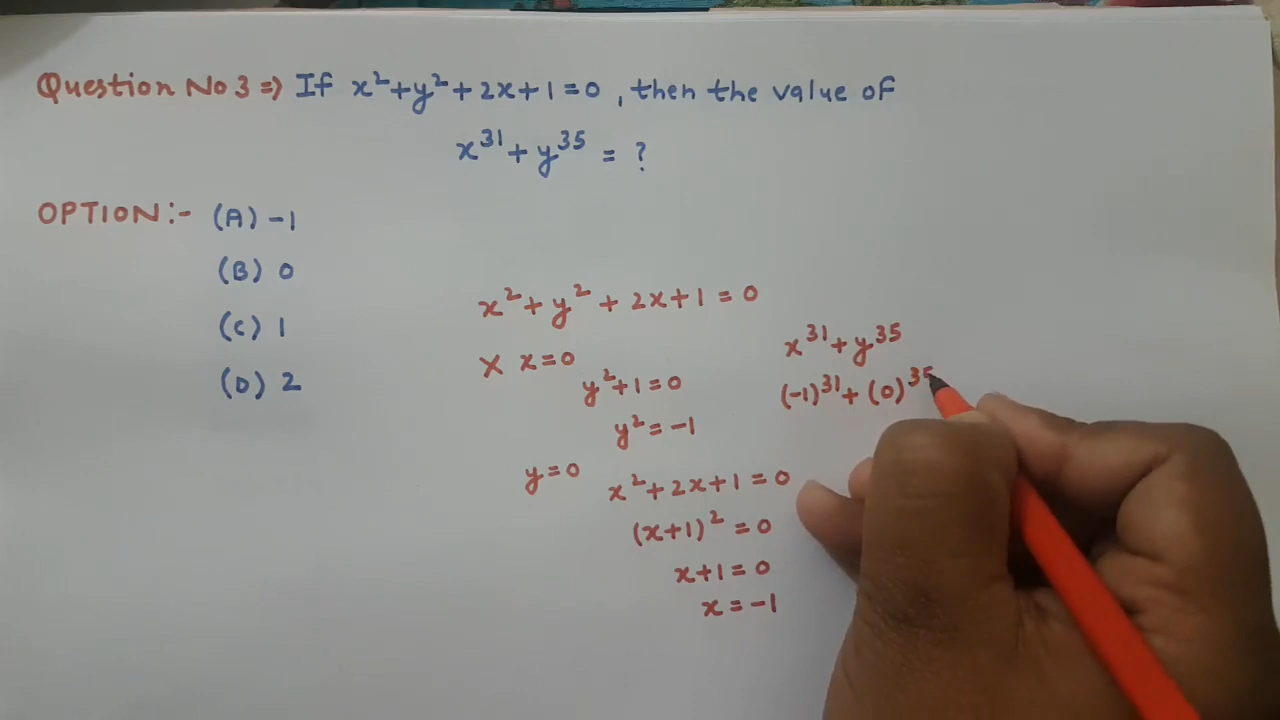 Question No 3 => If x²+y²+2x+1=0, then the value of
x³¹+y³⁵ = ?
OPTION:- (A) -1
(B) 0
(C) 1
(D) 2
x²+y²+2x+1=0
✗ x=0
y²+1=0
y²=-1
y=0
x²+2x+1=0
(x+1)²=0
x+1=0
x=-1
x³¹+y³⁵
(-1)³¹+(0)³⁵